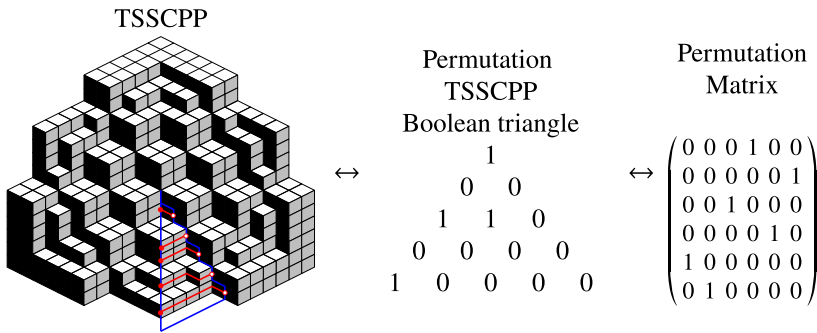 TSSCPP
Permutation
TSSCPP
Boolean triangle
1
0 0
1 1 0
0 0 0 0
1 0 0 0 0
↔
↔
Permutation
Matrix
0 0 0 1 0 0
0 0 0 0 0 1
0 0 1 0 0 0
0 0 0 0 1 0
1 0 0 0 0 0
0 1 0 0 0 0